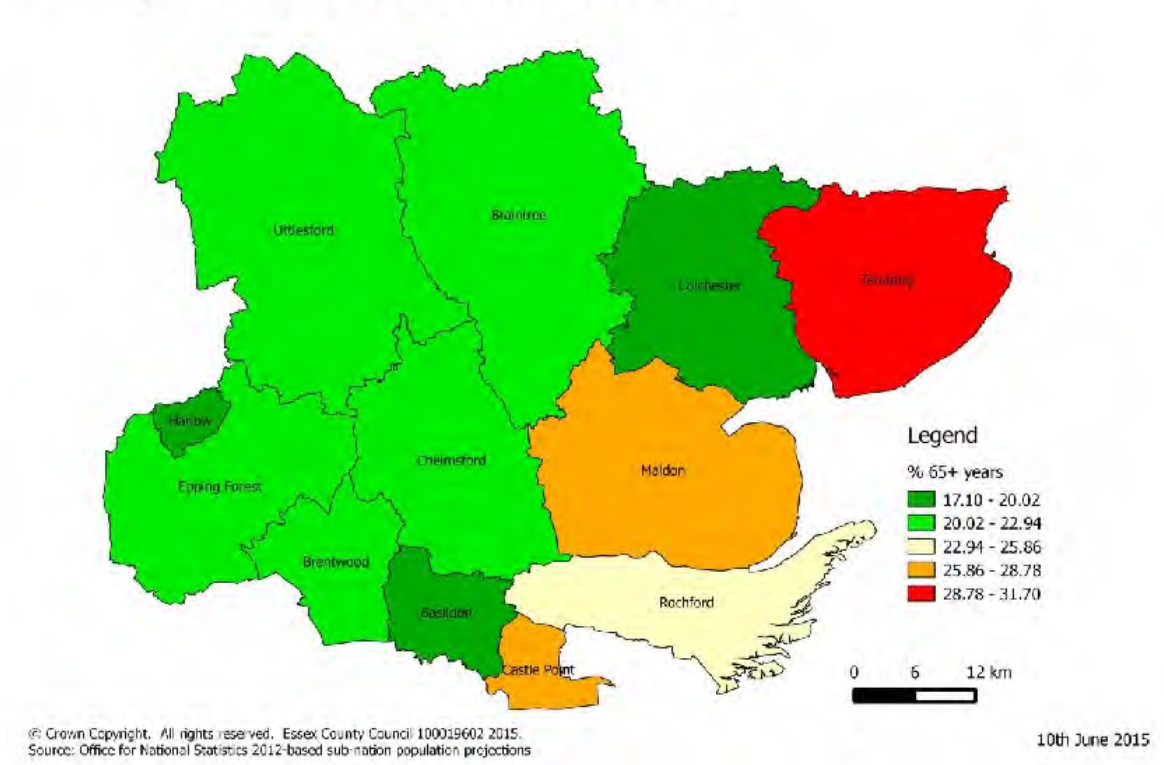 Uttlesford
Braintree
Colchester
Tendring
Harlow
Epping Forest
Chelmsford
Maldon
Brentwood
Basildon
Rochford
Castle Point
Legend
% 65+ years
17.10 - 20.02
20.02 - 22.94
22.94 - 25.86
25.86 - 28.78
28.78 - 31.70
0 6 12 km
© Crown Copyright. All rights reserved. Essex County Council 100019602 2015.
Source: Office for National Statistics 2012-based sub-nation population projections
10th June 2015